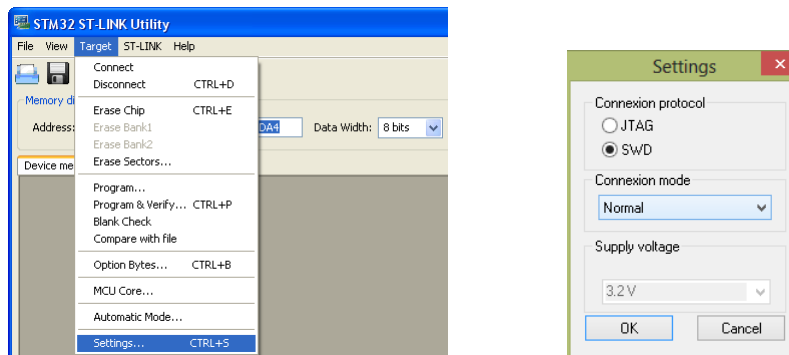 STM32 ST-LINK Utility
File View Target ST-LINK Help
Connect
Disconnect CTRL+D
Memory di
Erase Chip CTRL+E
Address: Erase Bank1 DA4 Data Width: 8 bits
Erase Bank2
Erase Sectors...
Device me
Program...
Program & Verify... CTRL+P
Blank Check
Compare with file
Option Bytes... CTRL+B
MCU Core...
Automatic Mode...
Settings... CTRL+S
Settings
Connexion protocol
JTAG
SWD
Connexion mode
Normal
Supply voltage
3.2 V
OK Cancel